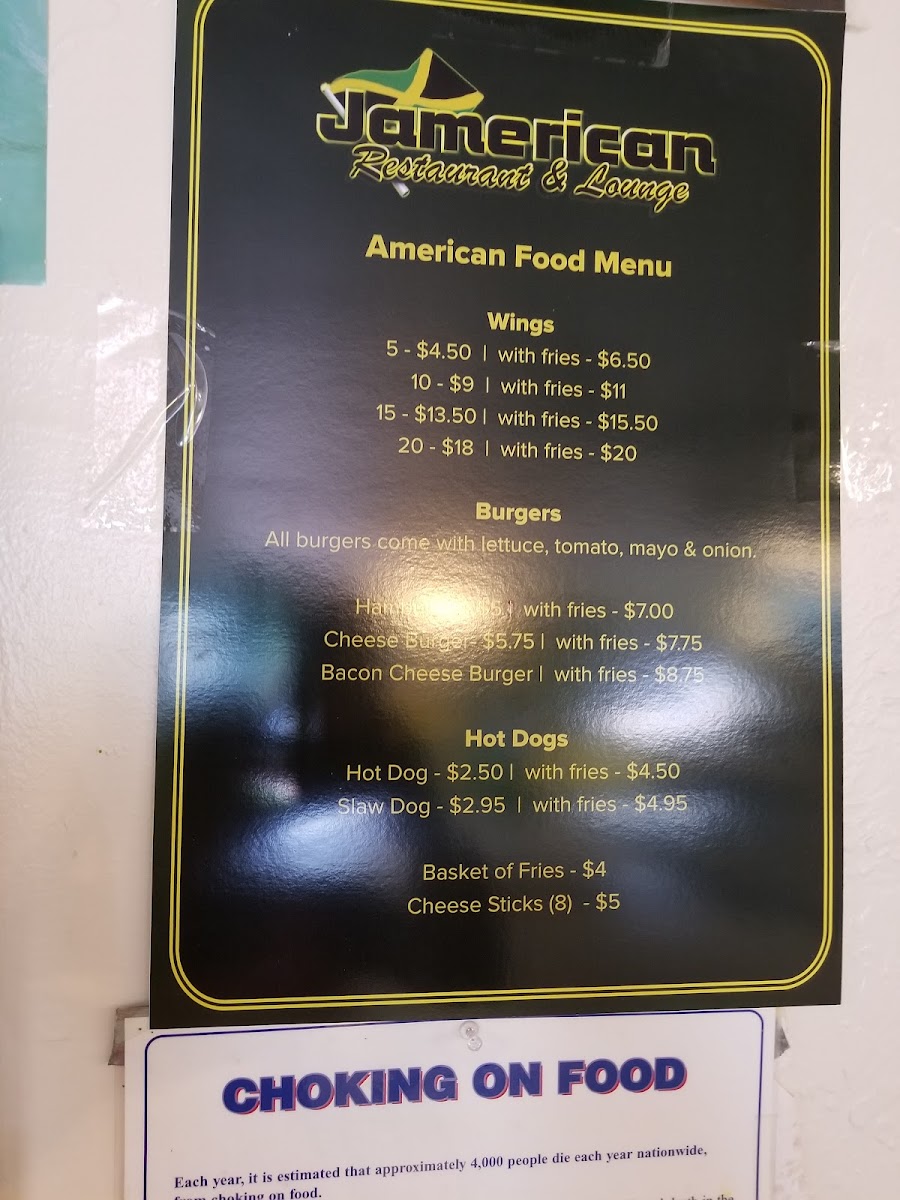 Jamerican
Restaurant & Lounge
American Food Menu
Wings
5 - $4.50 | with fries - $6.50
10 - $9 | with fries - $11
15 - $13.50 | with fries - $15.50
20 - $18 | with fries - $20
Burgers
All burgers come with lettuce, tomato, mayo & onion.
| with fries - $7.00
Cheese Burger - $5.75 | with fries - $7.75
Bacon Cheese Burger | with fries - $8.75
Hot Dogs
Hot Dog - $2.50 | with fries - $4.50
Slaw Dog - $2.95 | with fries - $4.95
Basket of Fries - $4
Cheese Sticks (8) - $5
CHOKING ON FOOD
Each year, it is estimated that approximately 4,000 people die each year nationwide,
from choking on food.